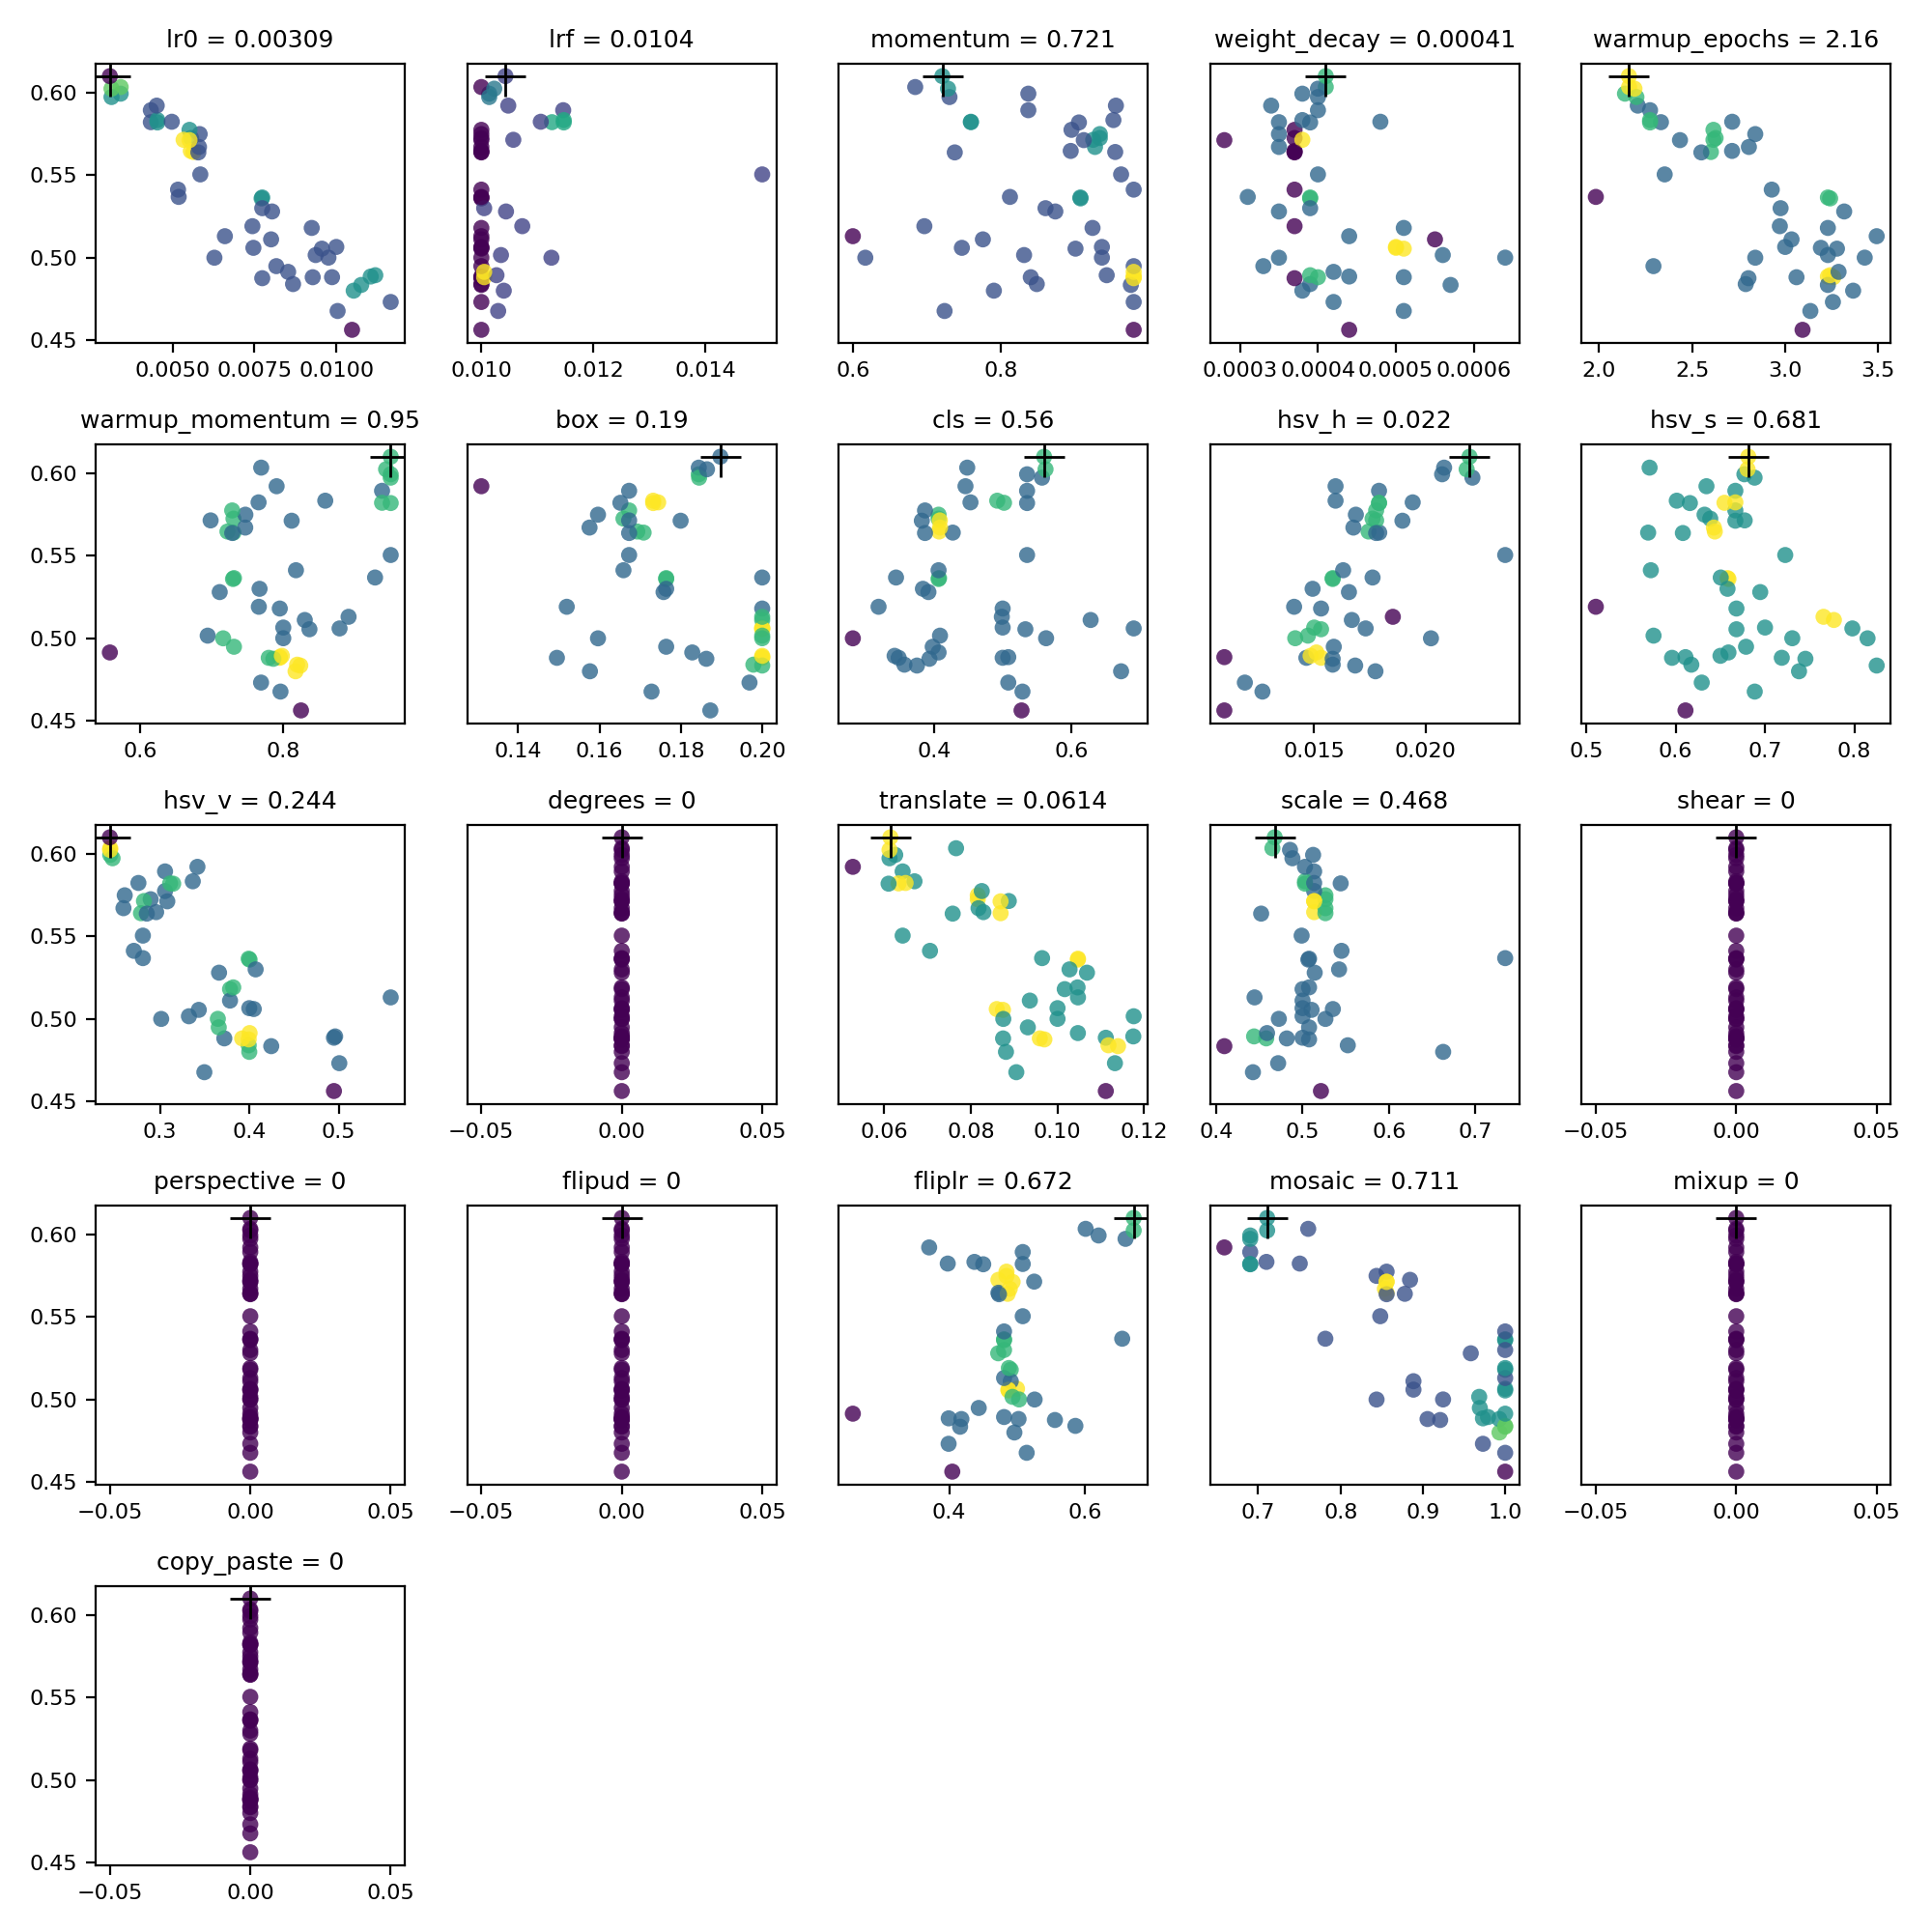 lr0 = 0.00309 lrf = 0.0104 momentum = 0.721 weight_decay = 0.00041 warmup_epochs = 2.16
0.60
0.55
0.50
0.45
0.0050 0.0075 0.0100 0.010 0.012 0.014 0.6 0.8 0.0003 0.0004 0.0005 0.0006 2.0 2.5 3.0 3.5
warmup_momentum = 0.95 box = 0.19 cls = 0.56 hsv_h = 0.022 hsv_s = 0.681
0.60
0.55
0.50
0.45
0.6 0.8 0.14 0.16 0.18 0.20 0.4 0.6 0.015 0.020 0.5 0.6 0.7 0.8
hsv_v = 0.244 degrees = 0 translate = 0.0614 scale = 0.468 shear = 0
0.60
0.55
0.50
0.45
0.3 0.4 0.5 −0.05 0.00 0.05 0.06 0.08 0.10 0.12 0.4 0.5 0.6 0.7 −0.05 0.00 0.05
perspective = 0 flipud = 0 fliplr = 0.672 mosaic = 0.711 mixup = 0
0.60
0.55
0.50
0.45
−0.05 0.00 0.05 −0.05 0.00 0.05 0.4 0.6 0.7 0.8 0.9 1.0 −0.05 0.00 0.05
copy_paste = 0
0.60
0.55
0.50
0.45
−0.05 0.00 0.05